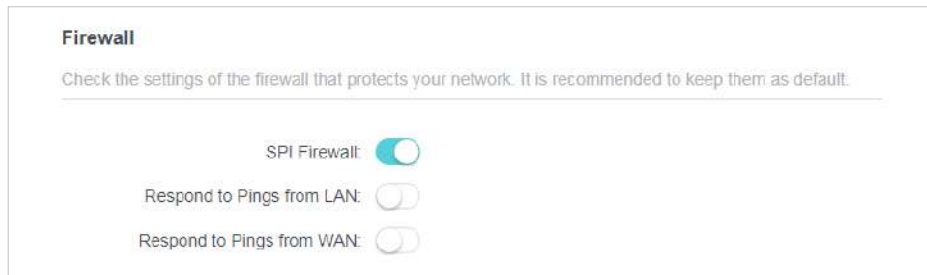 Firewall
Check the settings of the firewall that protects your network. It is recommended to keep them as default.
SPI Firewall:
Respond to Pings from LAN:
Respond to Pings from WAN: